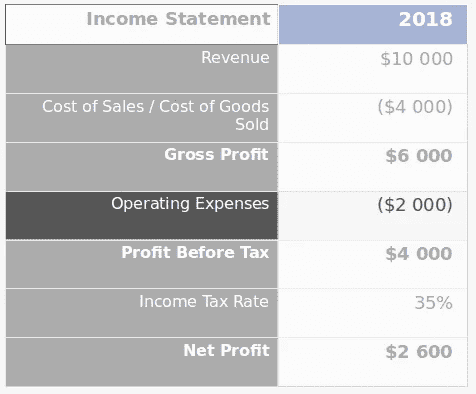 Income Statement 2018
Revenue $10 000
Cost of Sales / Cost of Goods ($4 000)
Sold
Gross Profit $6 000
Operating Expenses ($2 000)
Profit Before Tax $4 000
Income Tax Rate 35%
Net Profit $2 600